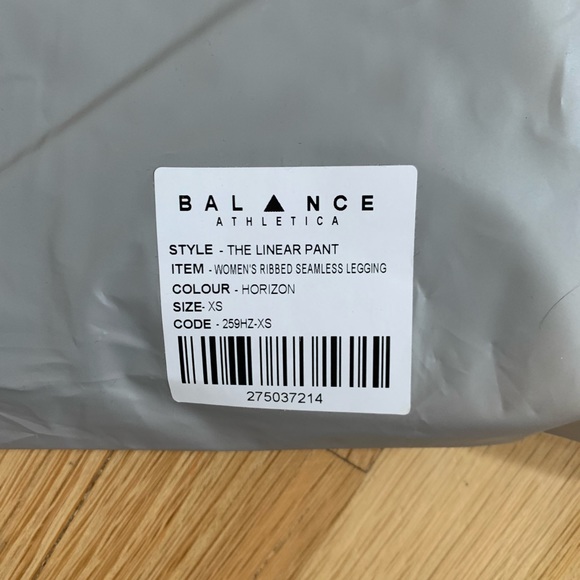 BAL▲NCE
ATHLETICA
STYLE - THE LINEAR PANT
ITEM - WOMEN'S RIBBED SEAMLESS LEGGING
COLOUR - HORIZON
SIZE- XS
CODE - 259HZ-XS
275037214